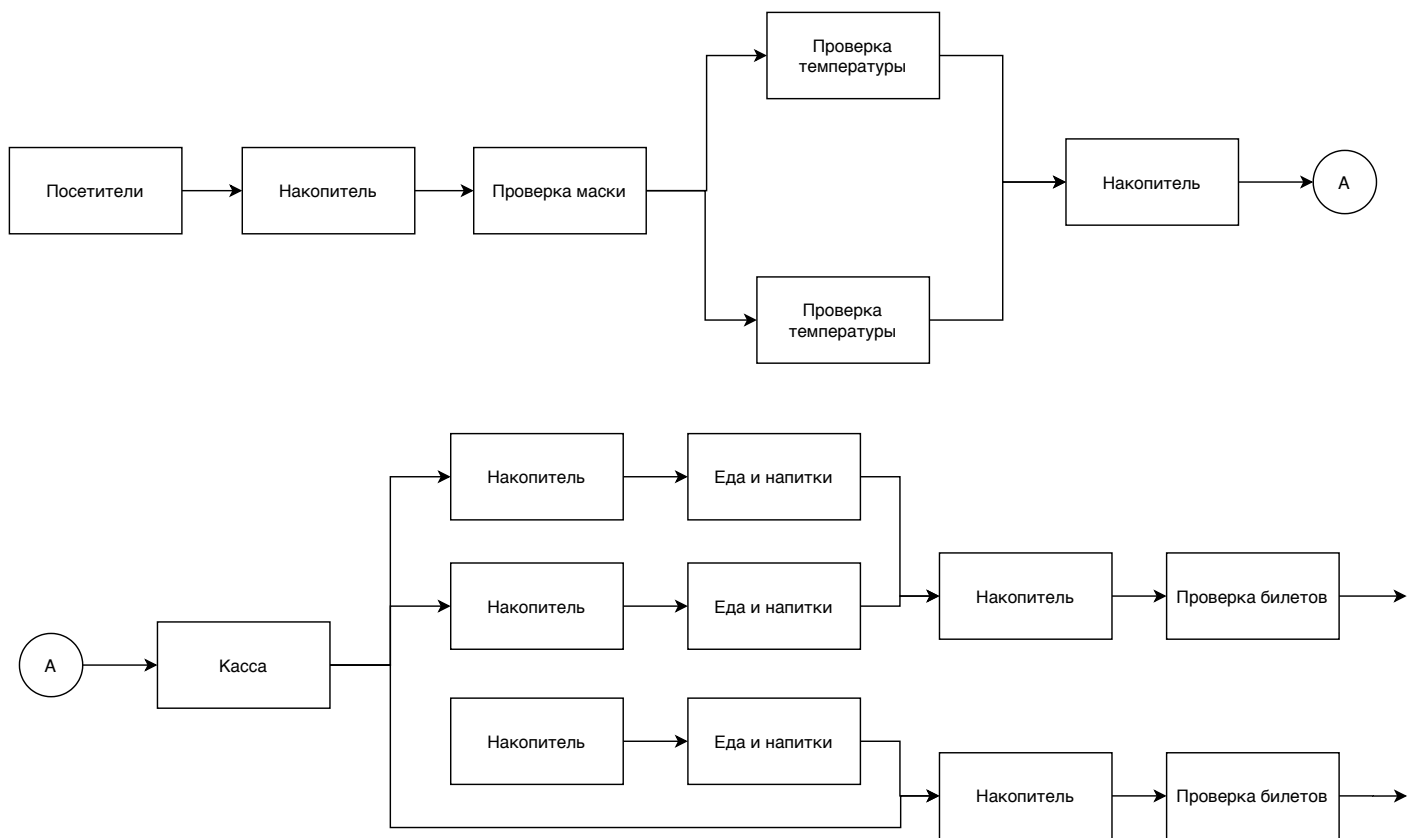 Проверка
температуры
Посетители
Накопитель
Проверка маски
Накопитель
А
Проверка
температуры
Накопитель
Еда и напитки
Накопитель
Еда и напитки
Накопитель
Проверка билетов
А
Касса
Накопитель
Еда и напитки
Накопитель
Проверка билетов